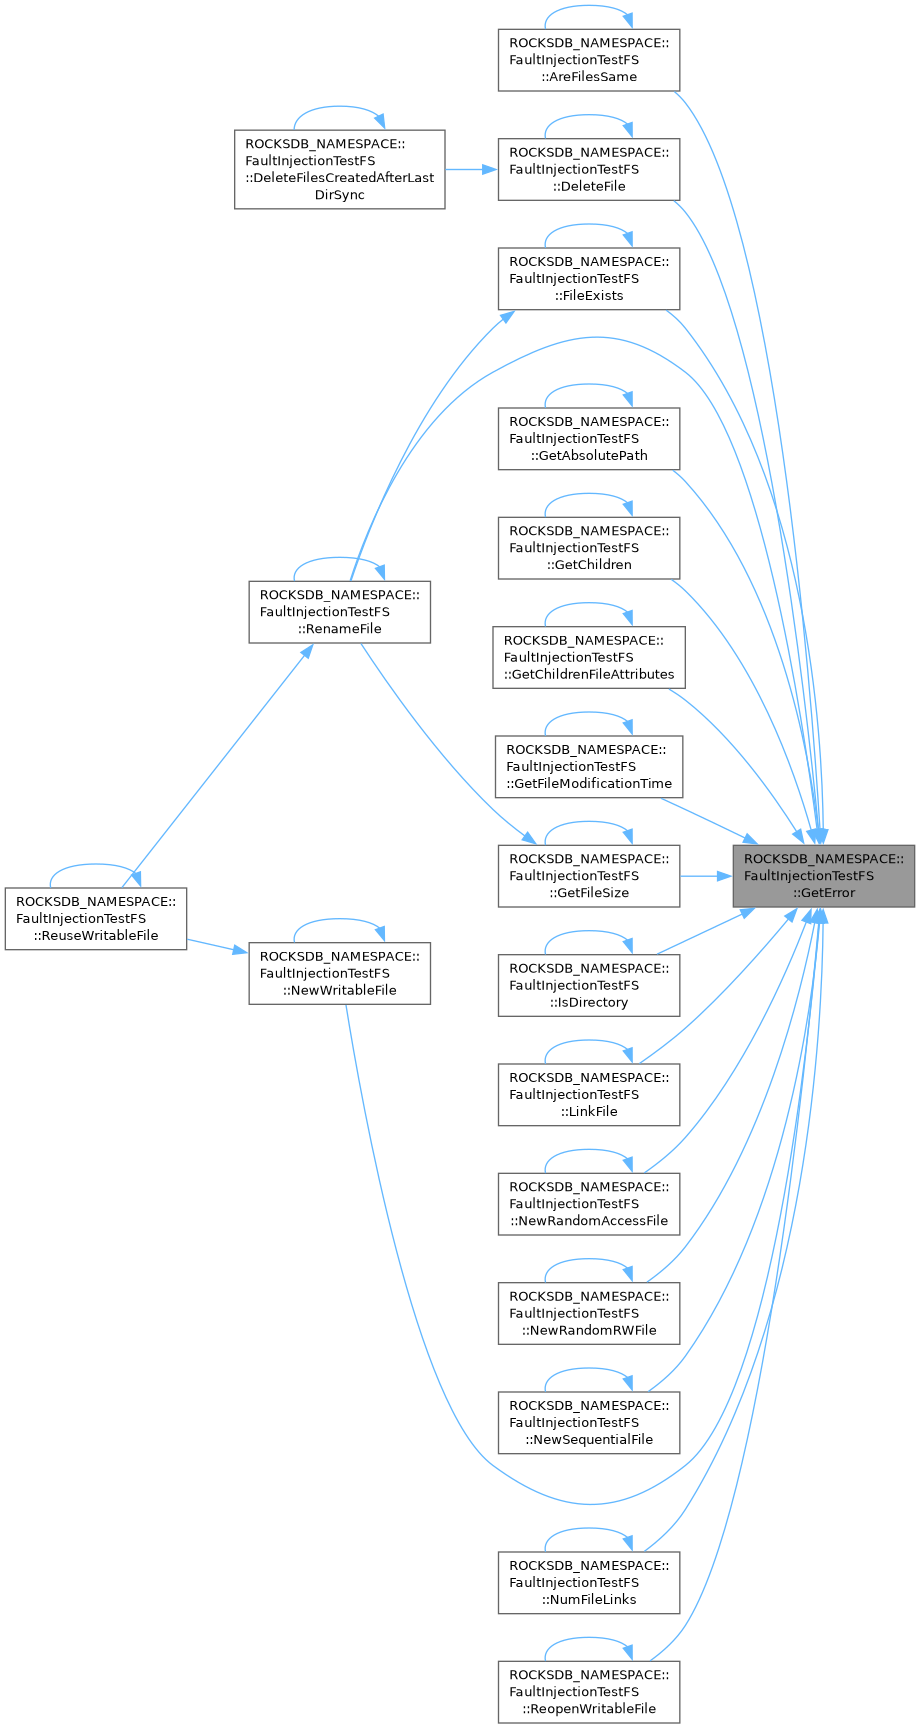 ROCKSDB_NAMESPACE::
FaultInjectionTestFS
::AreFilesSame
ROCKSDB_NAMESPACE::
FaultInjectionTestFS
::DeleteFilesCreatedAfterLast
DirSync
ROCKSDB_NAMESPACE::
FaultInjectionTestFS
::DeleteFile
ROCKSDB_NAMESPACE::
FaultInjectionTestFS
::FileExists
ROCKSDB_NAMESPACE::
FaultInjectionTestFS
::GetAbsolutePath
ROCKSDB_NAMESPACE::
FaultInjectionTestFS
::GetChildren
ROCKSDB_NAMESPACE::
FaultInjectionTestFS
::RenameFile
ROCKSDB_NAMESPACE::
FaultInjectionTestFS
::GetChildrenFileAttributes
ROCKSDB_NAMESPACE::
FaultInjectionTestFS
::GetFileModificationTime
ROCKSDB_NAMESPACE::
FaultInjectionTestFS
::GetFileSize
ROCKSDB_NAMESPACE::
FaultInjectionTestFS
::GetError
ROCKSDB_NAMESPACE::
FaultInjectionTestFS
::ReuseWritableFile
ROCKSDB_NAMESPACE::
FaultInjectionTestFS
::NewWritableFile
ROCKSDB_NAMESPACE::
FaultInjectionTestFS
::IsDirectory
ROCKSDB_NAMESPACE::
FaultInjectionTestFS
::LinkFile
ROCKSDB_NAMESPACE::
FaultInjectionTestFS
::NewRandomAccessFile
ROCKSDB_NAMESPACE::
FaultInjectionTestFS
::NewRandomRWFile
ROCKSDB_NAMESPACE::
FaultInjectionTestFS
::NewSequentialFile
ROCKSDB_NAMESPACE::
FaultInjectionTestFS
::NumFileLinks
ROCKSDB_NAMESPACE::
FaultInjectionTestFS
::ReopenWritableFile